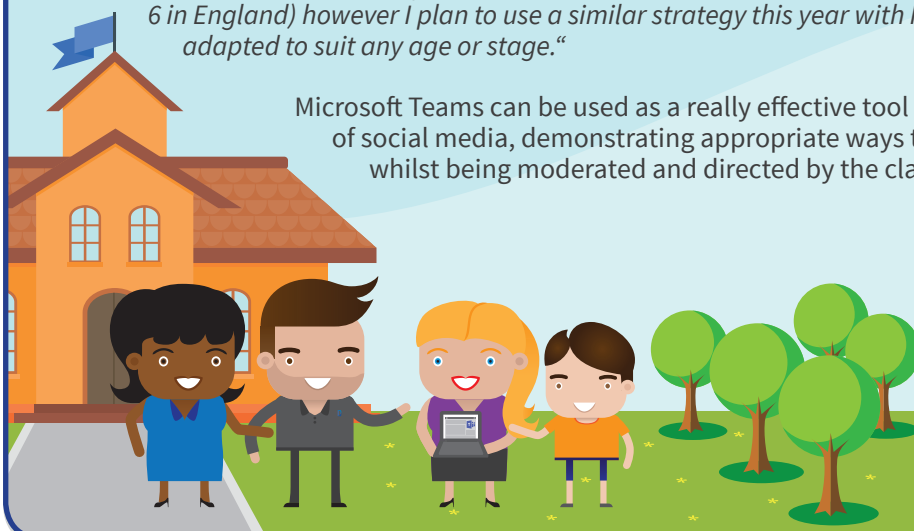 6 in England) however I plan to use a similar strategy this year with
adapted to suit any age or stage.“
Microsoft Teams can be used as a really effective tool
of social media, demonstrating appropriate ways
whilst being moderated and directed by the